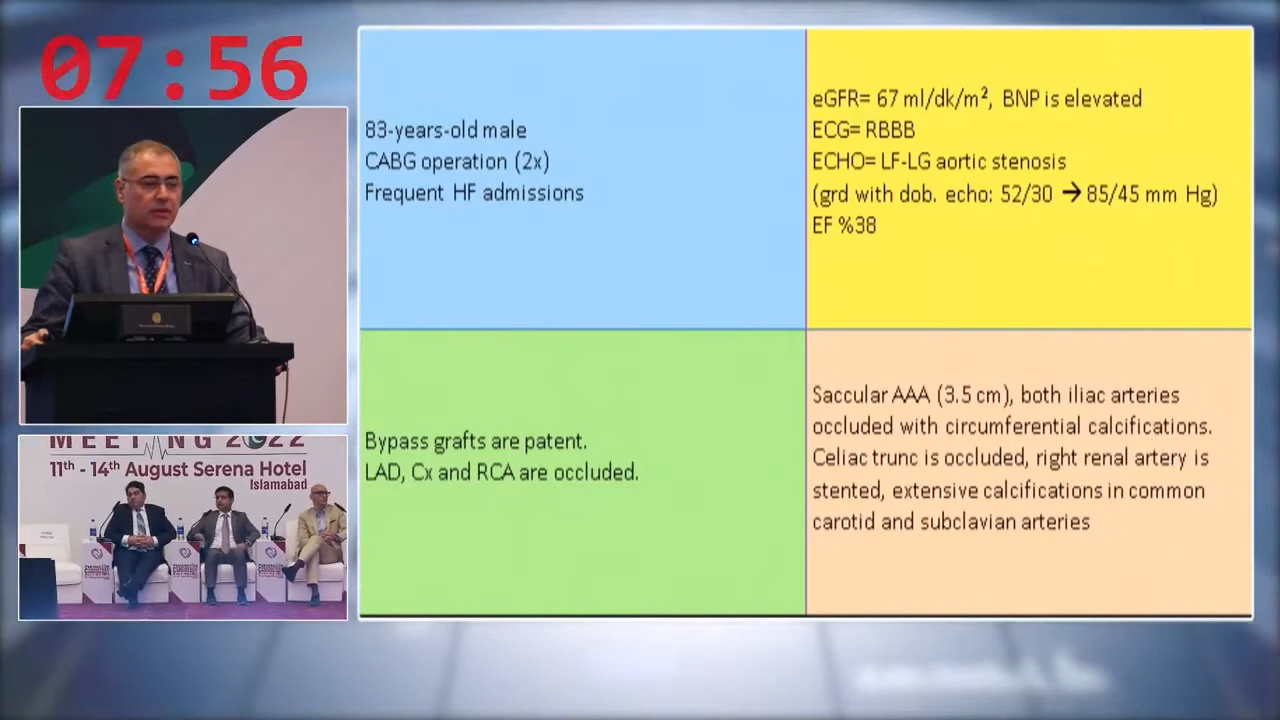 07:56
83-years-old male
CABG operation (2x)
Frequent HF admissions
eGFR= 67 ml/dk/m², BNP is elevated
ECG= RBBB
ECHO= LF-LG aortic stenosis
(grd with dob. echo: 52/30 → 85/45 mm Hg)
EF %38
Bypass grafts are patent.
LAD, Cx and RCA are occluded.
Saccular AAA (3.5 cm), both iliac arteries
occluded with circumferential calcifications.
Celiac trunc is occluded, right renal artery is
stented, extensive calcifications in common
carotid and subclavian arteries
MEETING 2022
11th - 14th August Serena Hotel
Islamabad